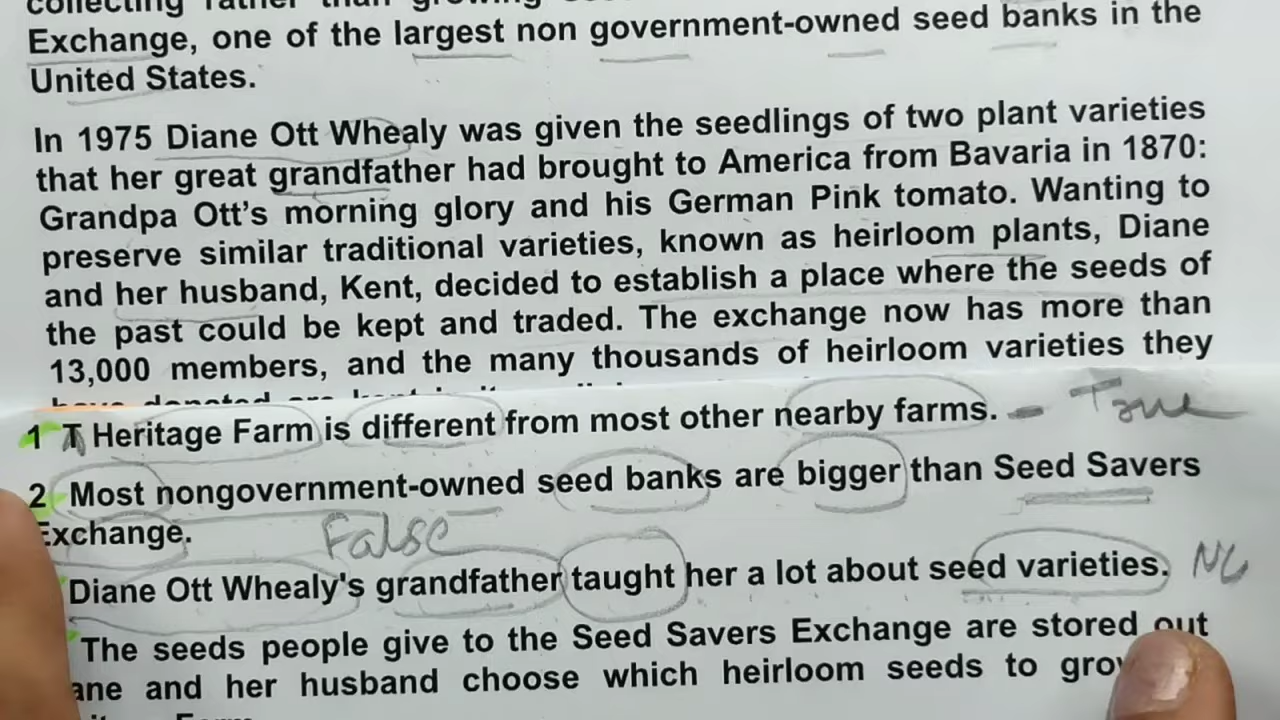 collecting rather than growing
Exchange, one of the largest non government-owned seed banks in the
United States.
In 1975 Diane Ott Whealy was given the seedlings of two plant varieties
that her great grandfather had brought to America from Bavaria in 1870:
Grandpa Ott's morning glory and his German Pink tomato. Wanting to
preserve similar traditional varieties, known as heirloom plants, Diane
and her husband, Kent, decided to establish a place where the seeds of
the past could be kept and traded. The exchange now has more than
13,000 members, and the many thousands of heirloom varieties they
have donated are kept in its
1 T Heritage Farm is different from most other nearby farms. - True
2 Most nongovernment-owned seed banks are bigger than Seed Savers
Exchange.
False
Diane Ott Whealy's grandfather taught her a lot about seed varieties. NG
The seeds people give to the Seed Savers Exchange are stored out
ane and her husband choose which heirloom seeds to grow
Farm